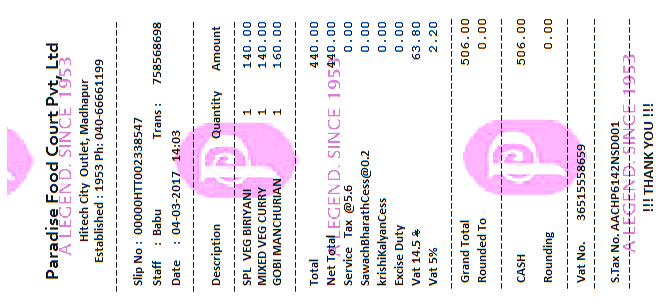 Paradise Food Court Pvt, Ltd
A LEGEND. SINCE 1953
Hitech City Outlet, Madhapur
Established : 1953 Ph: 040-66661199
Slip No : 00000HTT002338547
Staff : Babu Trans : 758568698
Date : 04-03-2017 14:03
Description Quantity Amount
SPL VEG BIRIYANI 1 140.00
MIXED VEG CURRY 1 140.00
GOBI MANCHURIAN 1 160.00
Total 440.00
Net Total 440.00
A LEGEND. SINCE 1953
Service Tax @5.6 0.00
SawachBharathCess@0.2 0.00
krishiKalyanCess 0.00
Excise Duty 0.00
Vat 14.5 % 63.80
Vat 5% 2.20
Grand Total 506.00
Rounded To 0.00
CASH 506.00
Rounding 0.00
Vat No. 36515558659
S.Tax No. AACHP6142NSD001
A LEGEND. SINCE 1953
!!! THANK YOU !!!